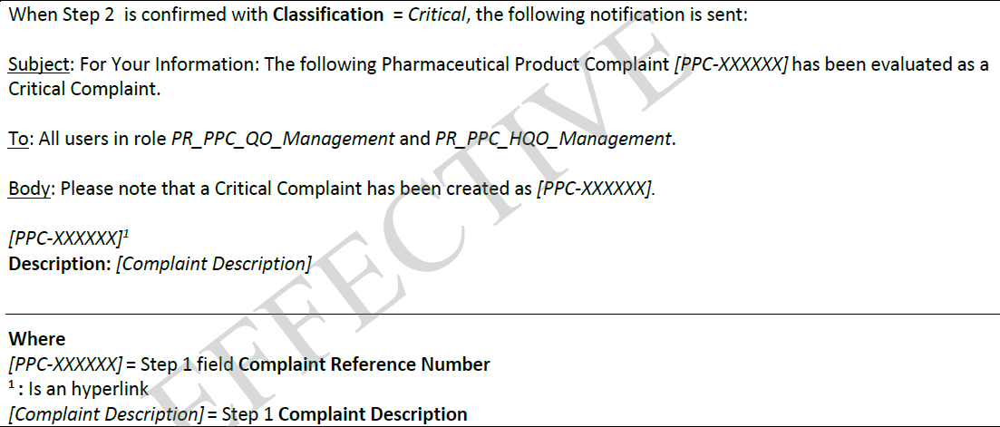 When Step 2 is confirmed with Classification = Critical, the following notification is sent:
Subject: For Your Information: The following Pharmaceutical Product Complaint [PPC-XXXXXX] has been evaluated as a
Critical Complaint.
To: All users in role PR_PPC_QO_Management and PR_PPC_HQO_Management.
Body: Please note that a Critical Complaint has been created as [PPC-XXXXXX].
[PPC-XXXXXX]¹
Description: [Complaint Description]
Where
[PPC-XXXXXX] = Step 1 field Complaint Reference Number
¹ : Is an hyperlink
[Complaint Description] = Step 1 Complaint Description
EFFECTIVE